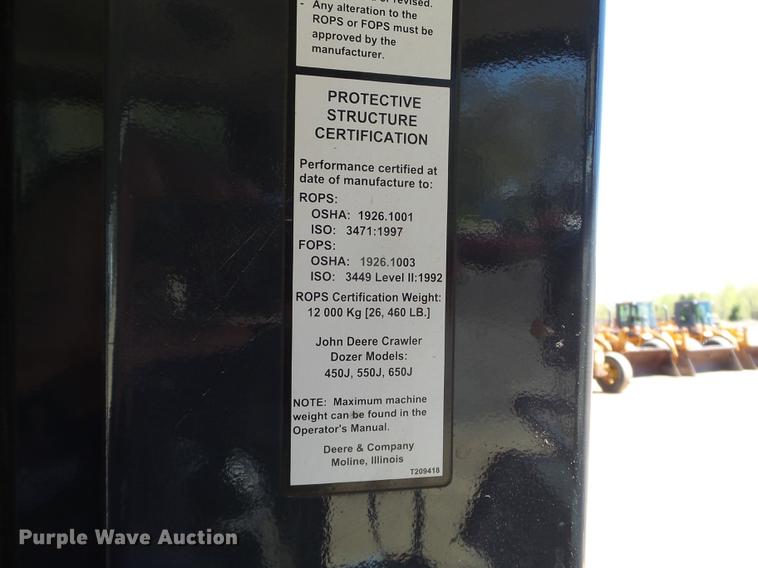 or revised.
- Any alteration to the
ROPS or FOPS must be
approved by the
manufacturer.
PROTECTIVE
STRUCTURE
CERTIFICATION
Performance certified at
date of manufacture to:
ROPS:
OSHA: 1926.1001
ISO: 3471:1997
FOPS:
OSHA: 1926.1003
ISO: 3449 Level II:1992
ROPS Certification Weight:
12 000 Kg [26, 460 LB.]
John Deere Crawler
Dozer Models:
450J, 550J, 650J
NOTE: Maximum machine
weight can be found in the
Operator's Manual.
Deere & Company
Moline, Illinois
T209418
Purple Wave Auction